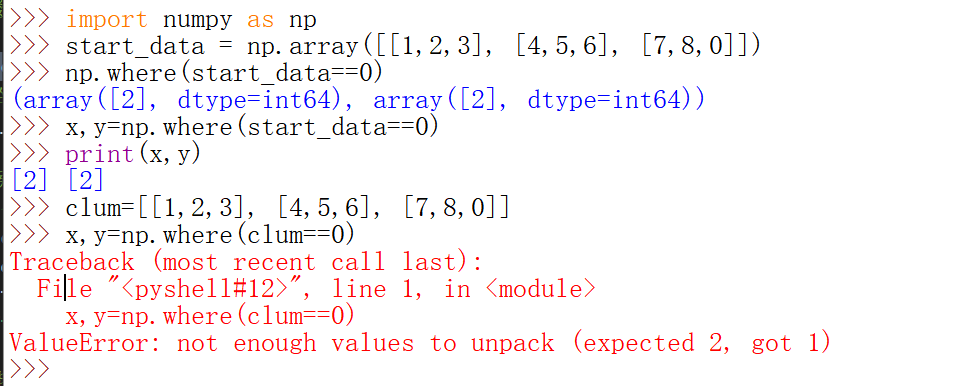 >>> import numpy as np
>>> start_data = np.array([[1,2,3], [4,5,6], [7,8,0]])
>>> np.where(start_data==0)
(array([2], dtype=int64), array([2], dtype=int64))
>>> x,y=np.where(start_data==0)
>>> print(x,y)
[2] [2]
>>> clum=[[1,2,3], [4,5,6], [7,8,0]]
>>> x,y=np.where(clum==0)
Traceback (most recent call last):
  File "<pyshell#12>", line 1, in <module>
    x,y=np.where(clum==0)
ValueError: not enough values to unpack (expected 2, got 1)
>>>